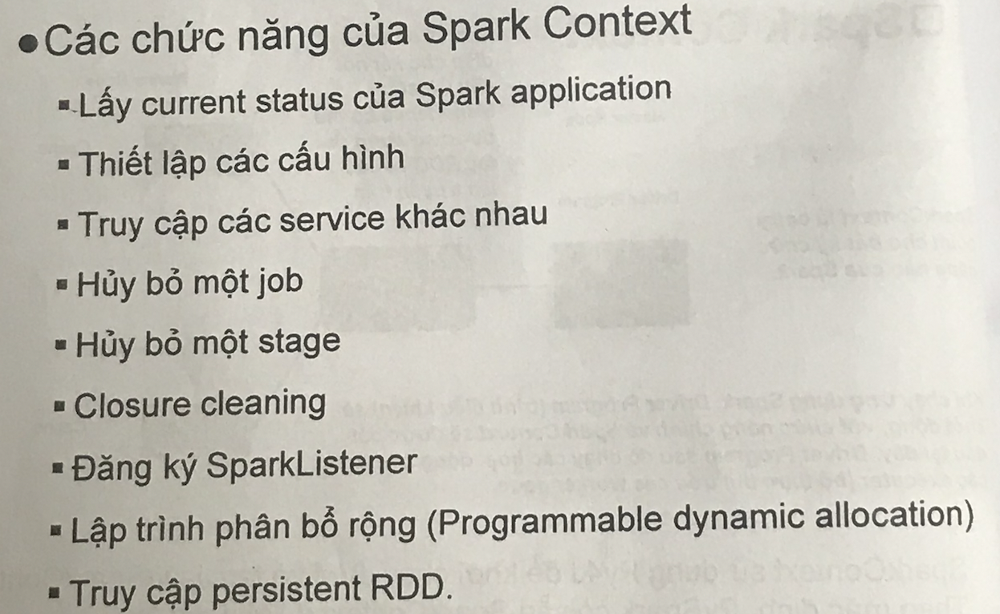 ●Các chức năng của Spark Context
▪Lấy current status của Spark application
▪Thiết lập các cấu hình
▪Truy cập các service khác nhau
▪Hủy bỏ một job
▪Hủy bỏ một stage
▪Closure cleaning
▪Đăng ký SparkListener
▪Lập trình phân bổ rộng (Programmable dynamic allocation)
▪Truy cập persistent RDD.